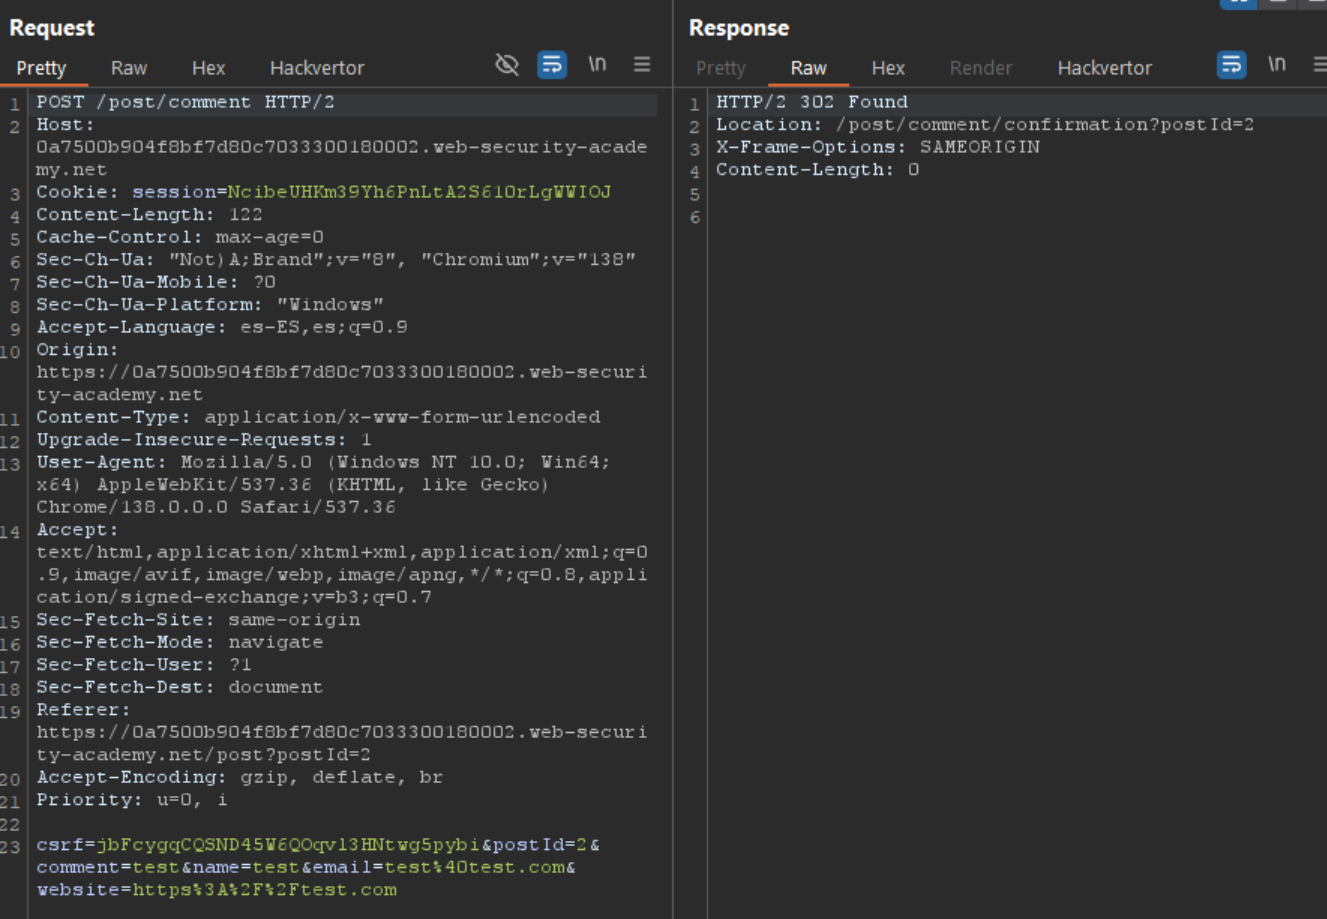 Request
Pretty Raw Hex Hackvertor \n
1 POST /post/comment HTTP/2
2 Host:
0a7500b904f8bf7d80c7033300180002.web-security-acade
my.net
3 Cookie: session=NcibeUHKm39Yh6PnLtA2S610rLgWWIOJ
4 Content-Length: 122
5 Cache-Control: max-age=0
6 Sec-Ch-Ua: "Not)A;Brand";v="8", "Chromium";v="138"
7 Sec-Ch-Ua-Mobile: ?0
8 Sec-Ch-Ua-Platform: "Windows"
9 Accept-Language: es-ES,es;q=0.9
10 Origin:
https://0a7500b904f8bf7d80c7033300180002.web-securi
ty-academy.net
11 Content-Type: application/x-www-form-urlencoded
12 Upgrade-Insecure-Requests: 1
13 User-Agent: Mozilla/5.0 (Windows NT 10.0; Win64;
x64) AppleWebKit/537.36 (KHTML, like Gecko)
Chrome/138.0.0.0 Safari/537.36
14 Accept:
text/html,application/xhtml+xml,application/xml;q=0
.9,image/avif,image/webp,image/apng,*/*;q=0.8,appli
cation/signed-exchange;v=b3;q=0.7
15 Sec-Fetch-Site: same-origin
16 Sec-Fetch-Mode: navigate
17 Sec-Fetch-User: ?1
18 Sec-Fetch-Dest: document
19 Referer:
https://0a7500b904f8bf7d80c7033300180002.web-securi
ty-academy.net/post?postId=2
20 Accept-Encoding: gzip, deflate, br
21 Priority: u=0, i
22
23 csrf=jbFcygqCQSND45W6QOqvl3HNtwg5pybi&postId=2&
comment=test&name=test&email=test%40test.com&
website=https%3A%2F%2Ftest.com
Response
Pretty Raw Hex Render Hackvertor \n
1 HTTP/2 302 Found
2 Location: /post/comment/confirmation?postId=2
3 X-Frame-Options: SAMEORIGIN
4 Content-Length: 0
5
6